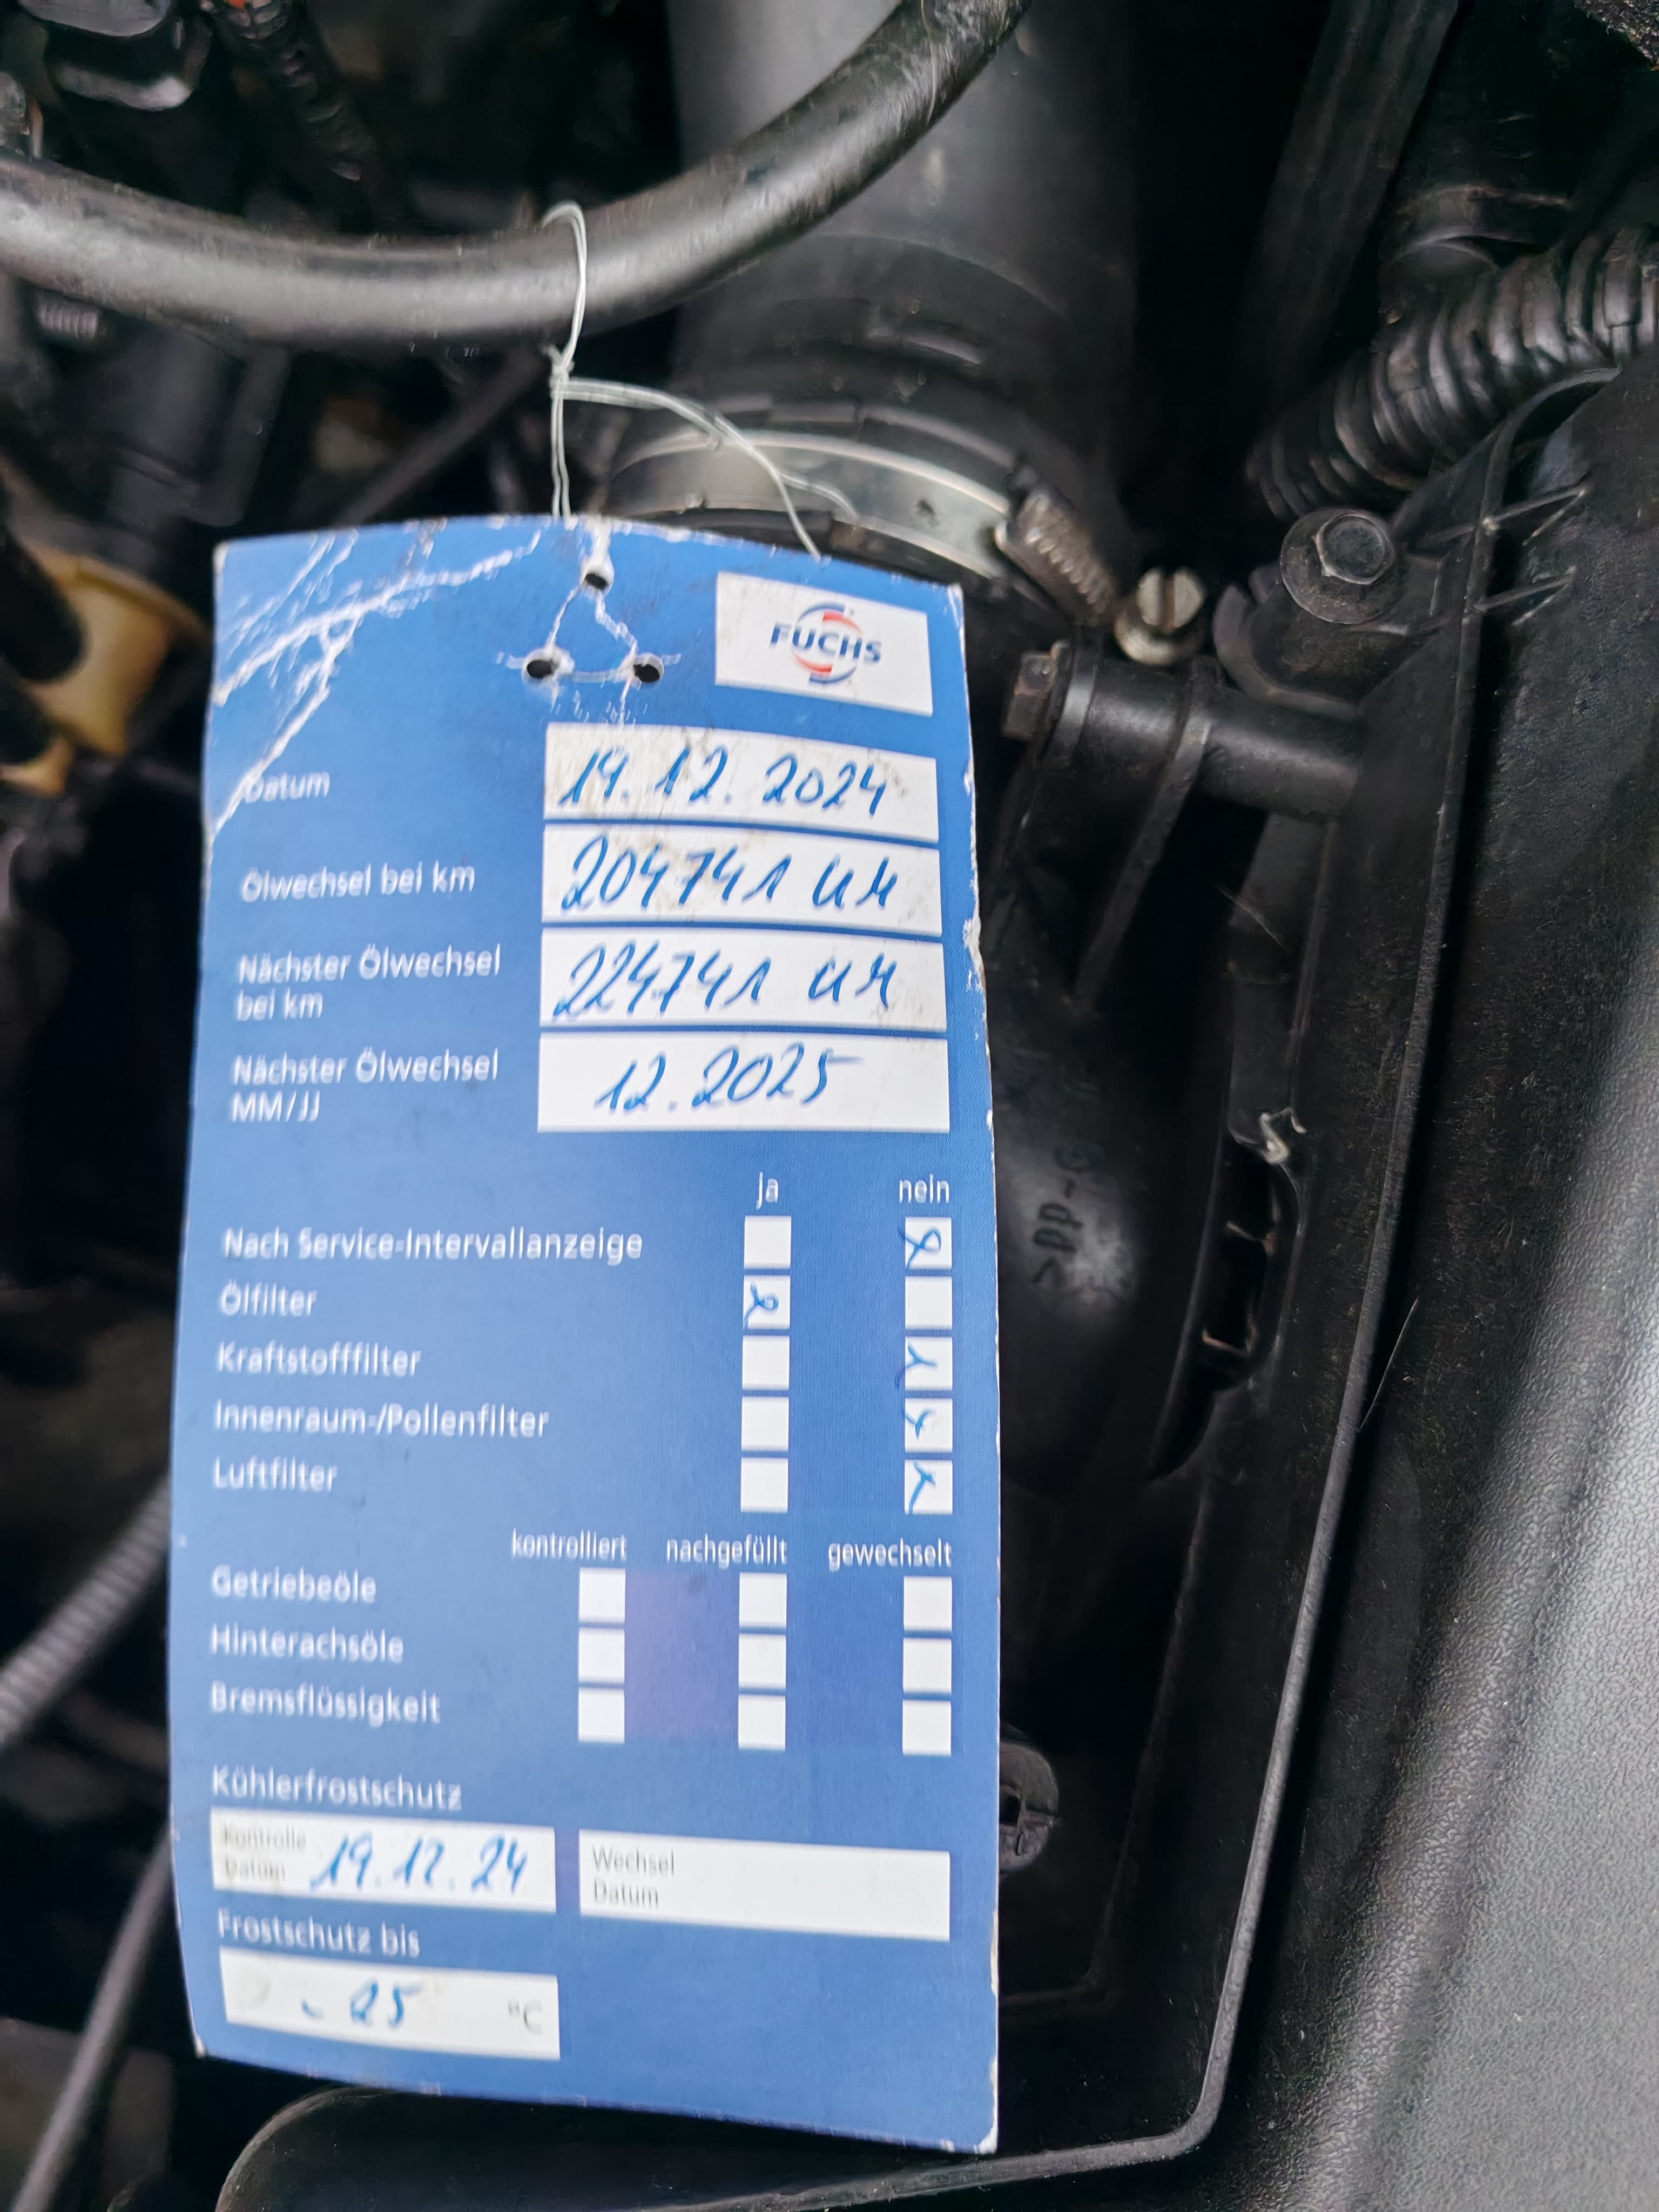 FUCHS
Datum 19.12.2024
Ölwechsel bei km 204741 KM
Nächster Ölwechsel
bei km 224741 KM
Nächster Ölwechsel
MM/JJ 12.2025
ja nein
Nach Service-Intervallanzeige x
Ölfilter x
Kraftstofffilter x
Innenraum-/Pollenfilter x
Luftfilter x
kontrolliert nachgefüllt gewechselt
Getriebeöle
Hinterachsöle
Bremsflüssigkeit
Kühlerfrostschutz
Kontrolle
Datum 19.12.24
Wechsel
Datum
Frostschutz bis
- 25 °C
>PP-G